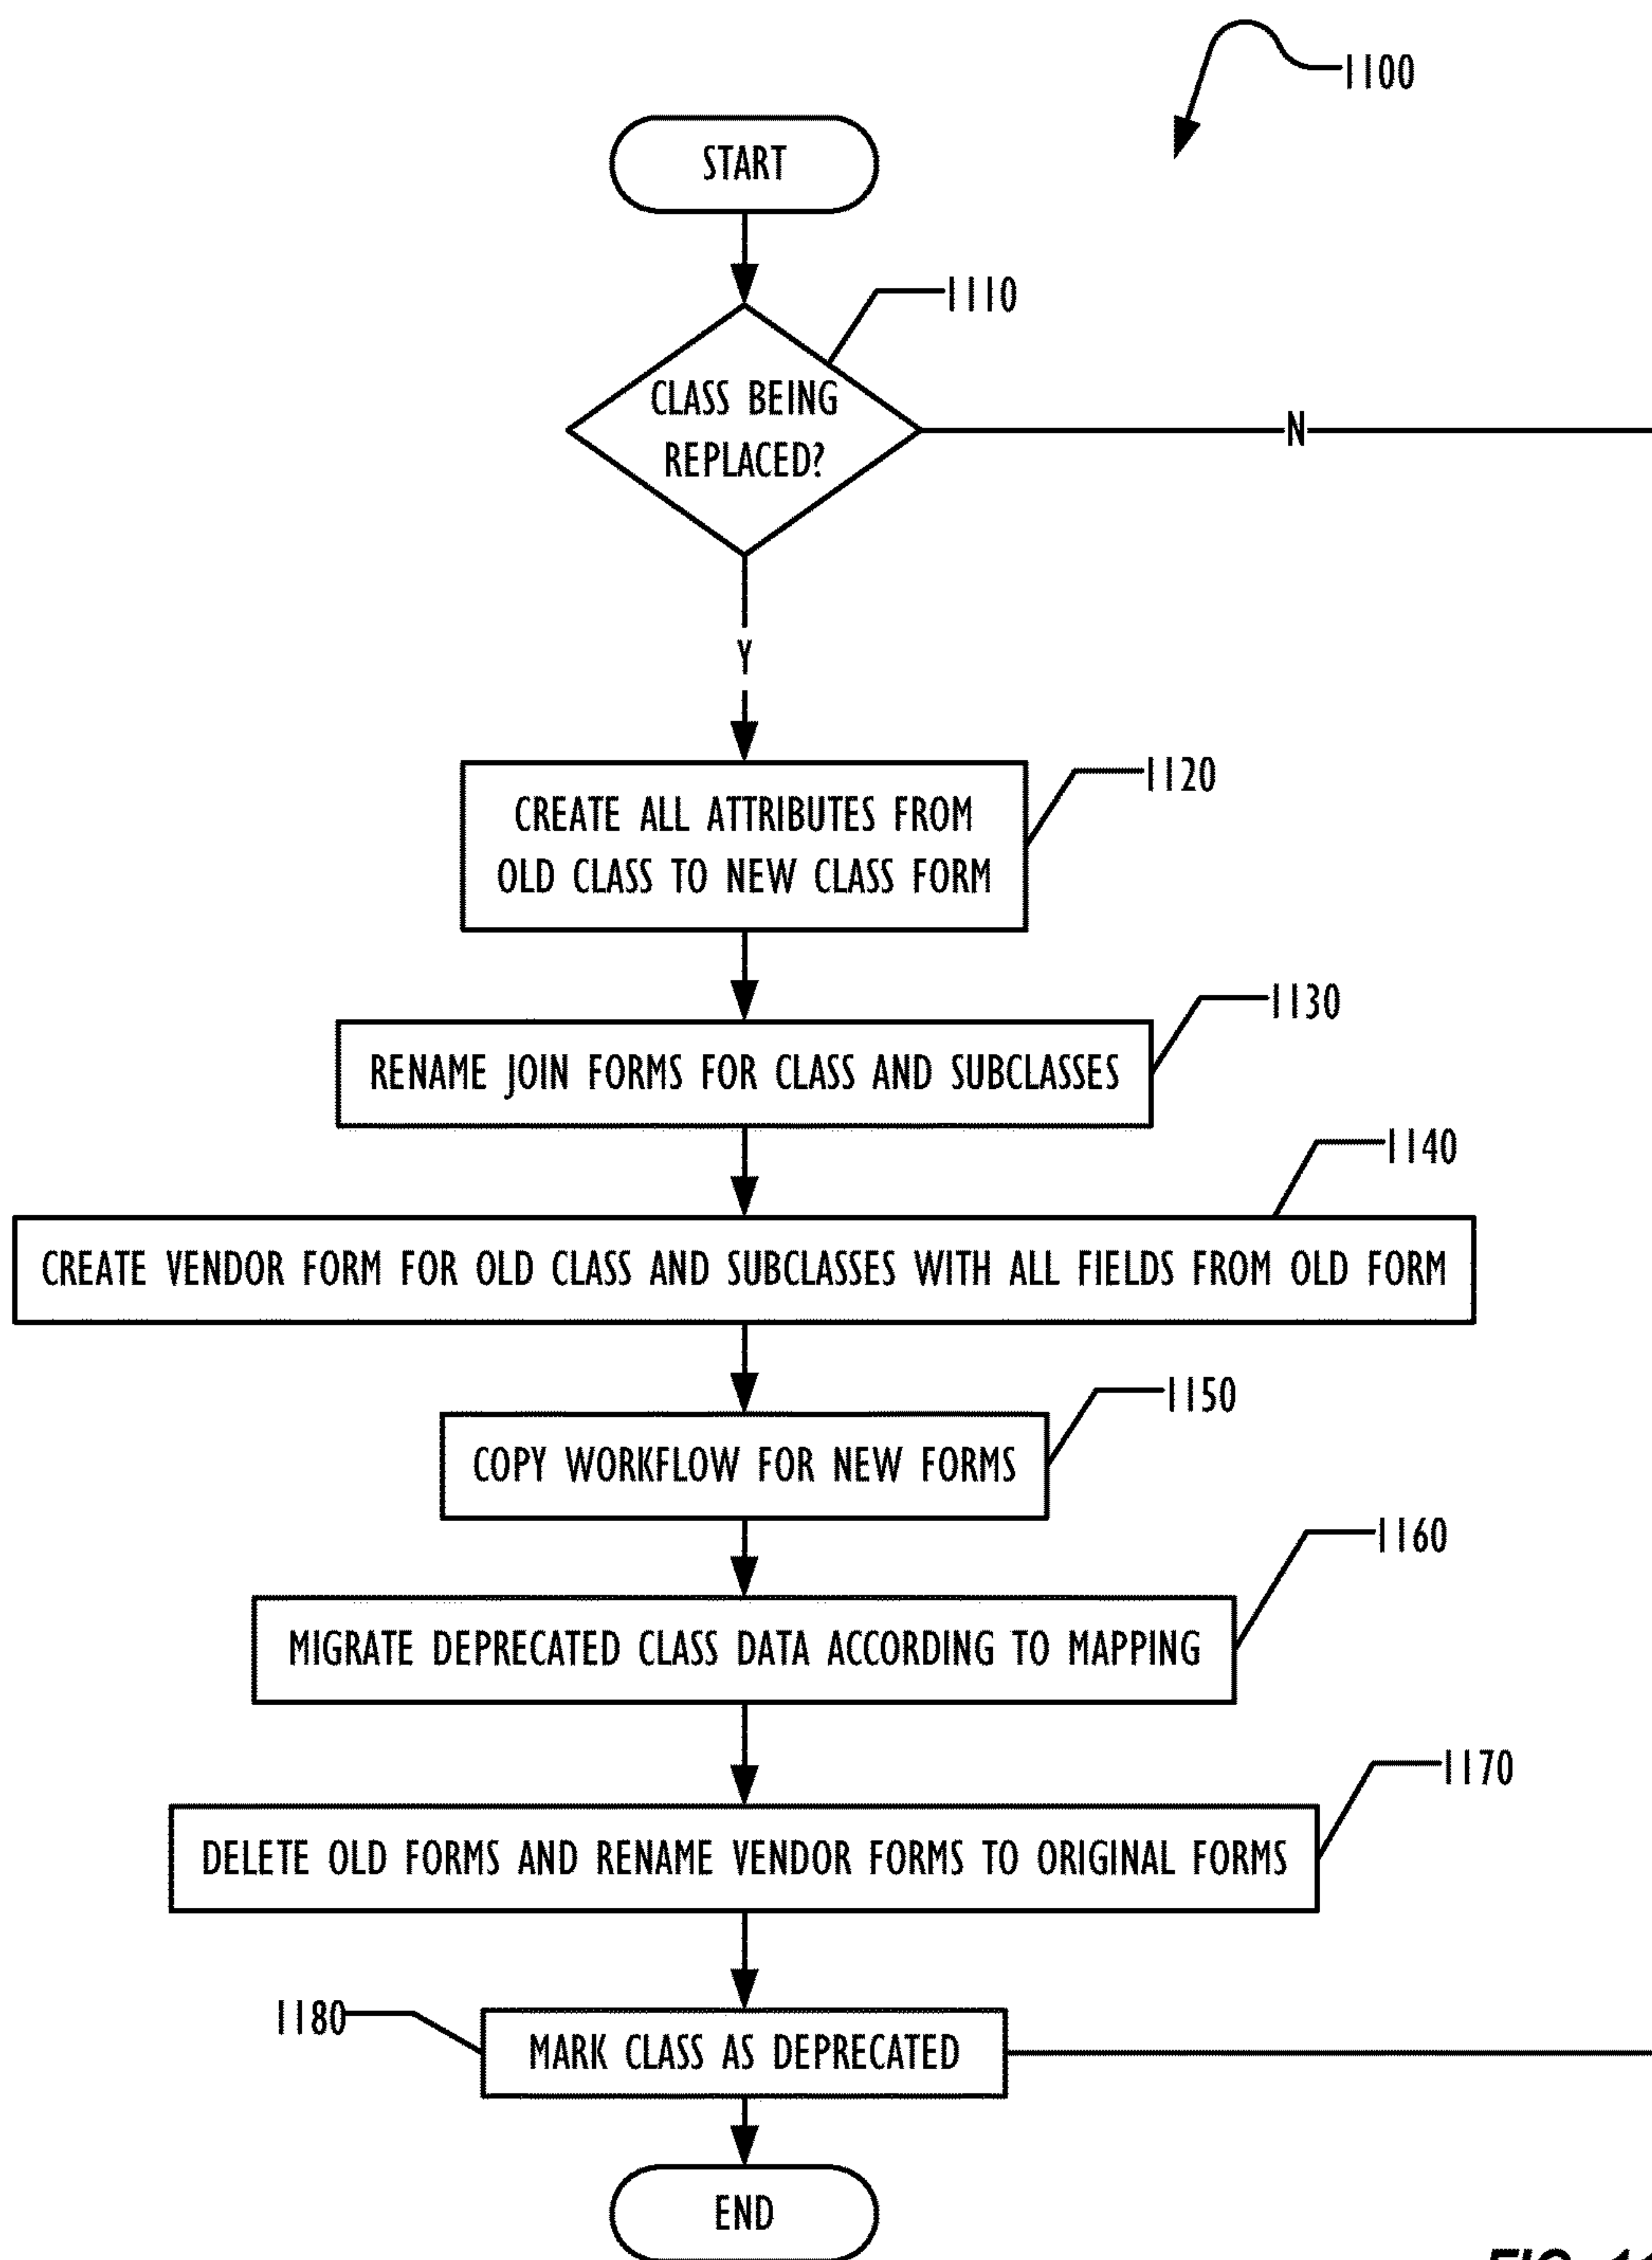 1100
START
1110
CLASS BEING
REPLACED?
N
Y
1120
CREATE ALL ATTRIBUTES FROM
OLD CLASS TO NEW CLASS FORM
1130
RENAME JOIN FORMS FOR CLASS AND SUBCLASSES
1140
CREATE VENDOR FORM FOR OLD CLASS AND SUBCLASSES WITH ALL FIELDS FROM OLD FORM
1150
COPY WORKFLOW FOR NEW FORMS
1160
MIGRATE DEPRECATED CLASS DATA ACCORDING TO MAPPING
1170
DELETE OLD FORMS AND RENAME VENDOR FORMS TO ORIGINAL FORMS
1180
MARK CLASS AS DEPRECATED
END